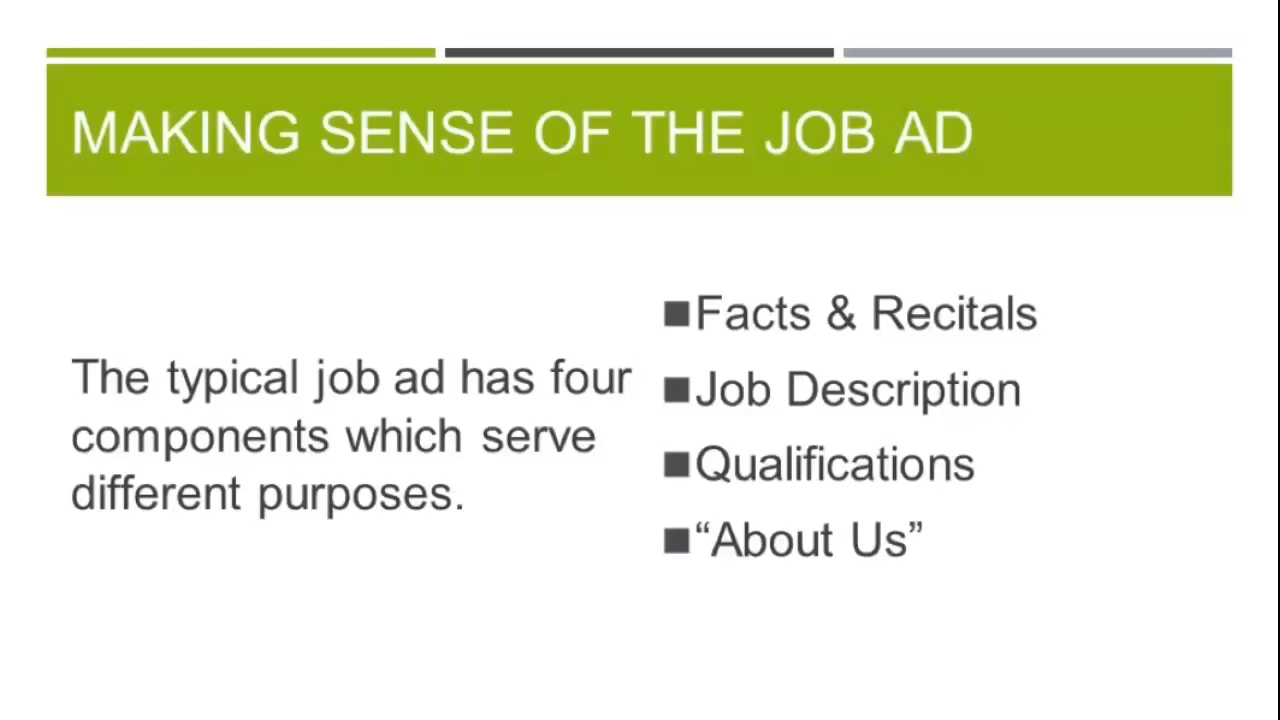 MAKING SENSE OF THE JOB AD
The typical job ad has four
components which serve
different purposes.
■Facts & Recitals
■Job Description
■Qualifications
■“About Us”